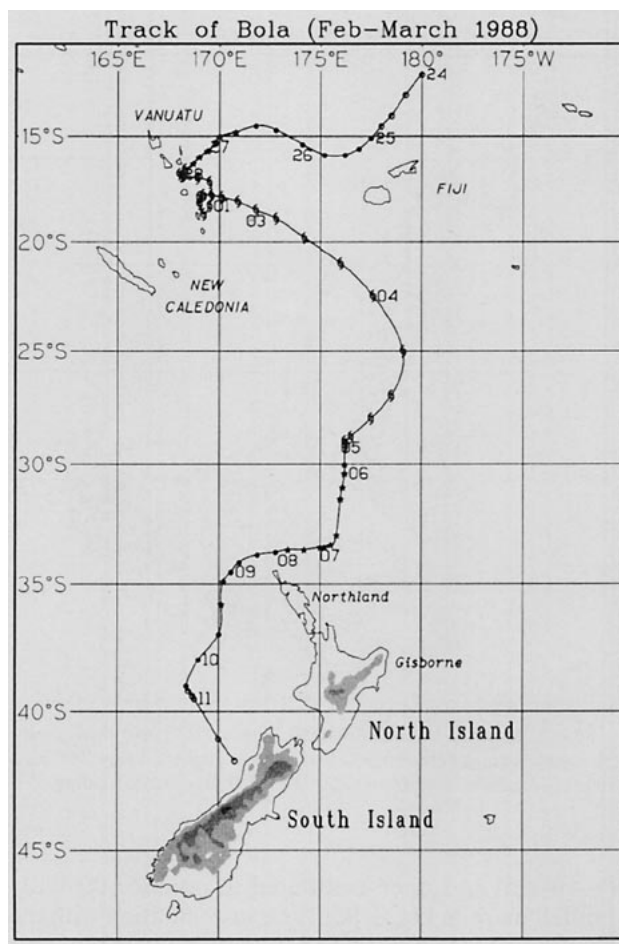 Track of Bola (Feb-March 1988)
165°E 170°E 175°E 180° 175°W
24
VANUATU
15°S
27
26
25
FIJI
01
03
20°S
NEW
CALEDONIA
04
25°S
05
30°S
06
07
08
09
35°S
Northland
10
Gisborne
11
40°S
North Island
South Island
45°S